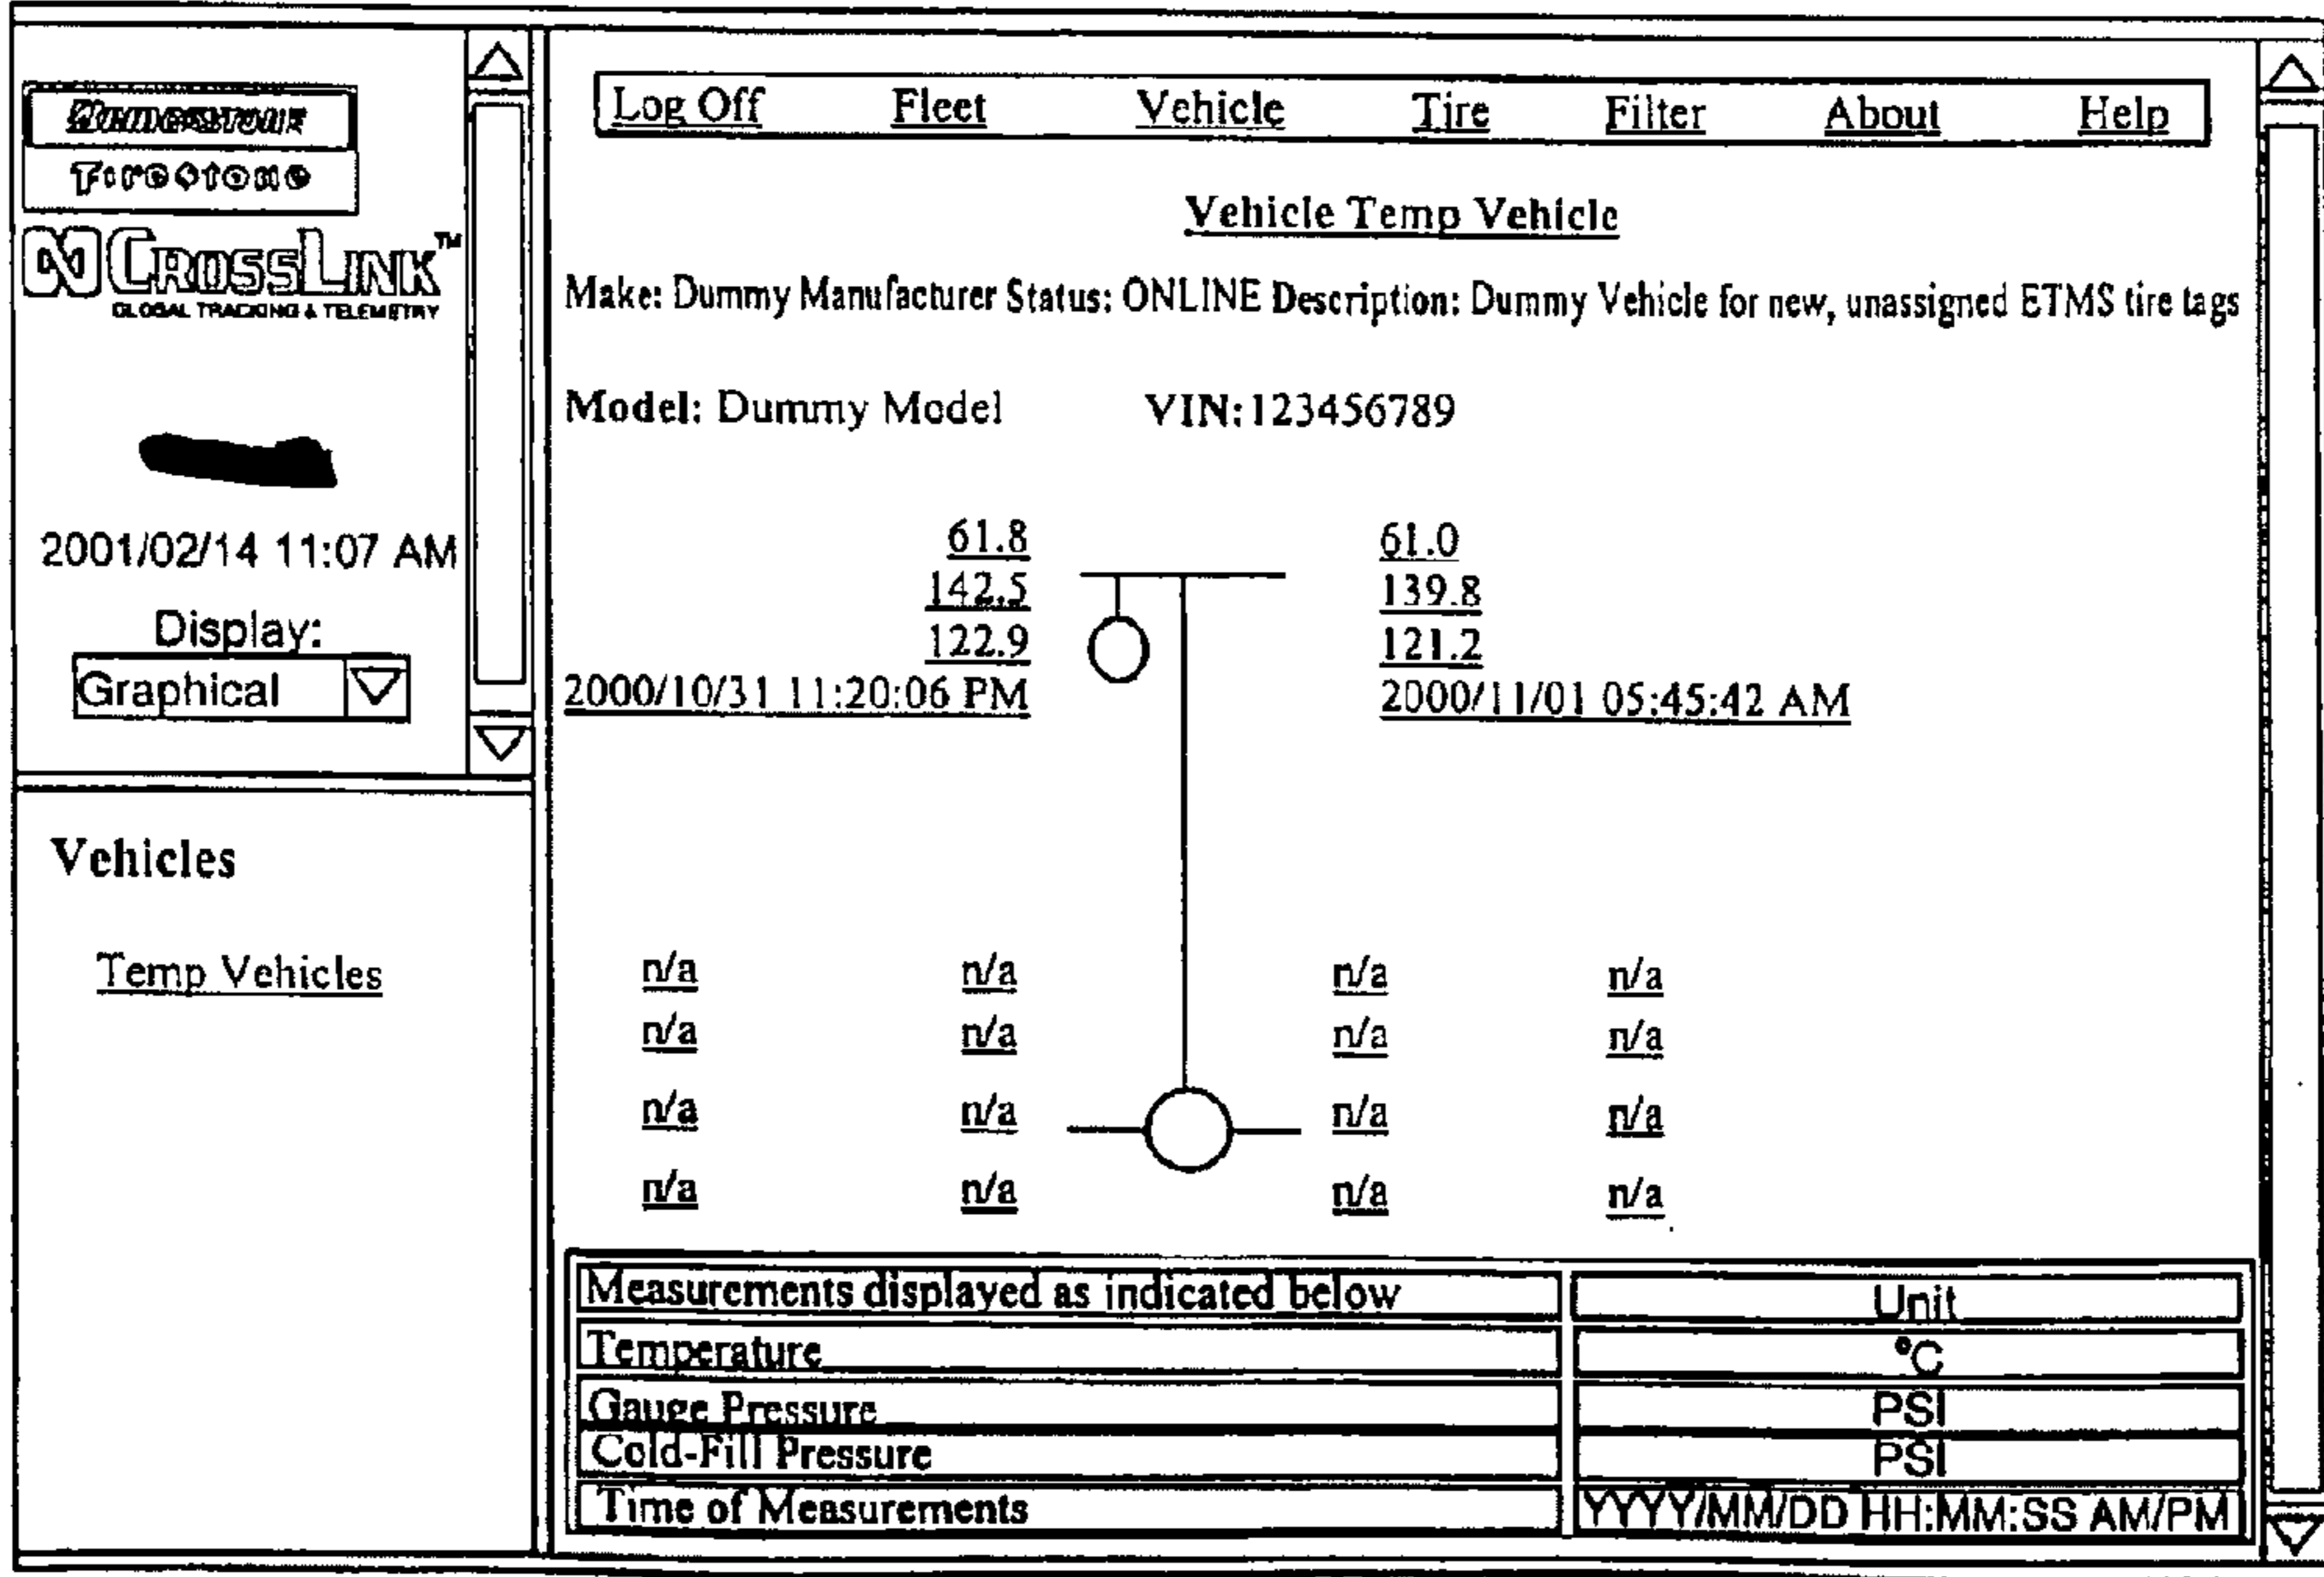 Bridgestone
Firestone
CROSSLINK™
GLOBAL TRACKING & TELEMETRY
2001/02/14 11:07 AM
Display:
Graphical
Vehicles
Temp Vehicles
Log Off Fleet Vehicle Tire Filter About Help
Vehicle Temp Vehicle
Make: Dummy Manufacturer Status: ONLINE Description: Dummy Vehicle for new, unassigned ETMS tire tags
Model: Dummy Model VIN:123456789
61.8 61.0
142.5 139.8
122.9 121.2
2000/10/31 11:20:06 PM 2000/11/01 05:45:42 AM
n/a n/a n/a n/a
n/a n/a n/a n/a
n/a n/a n/a n/a
n/a n/a n/a n/a
Measurements displayed as indicated below Unit
Temperature °C
Gauge Pressure PSI
Cold-Fill Pressure PSI
Time of Measurements YYYY/MM/DD HH:MM:SS AM/PM